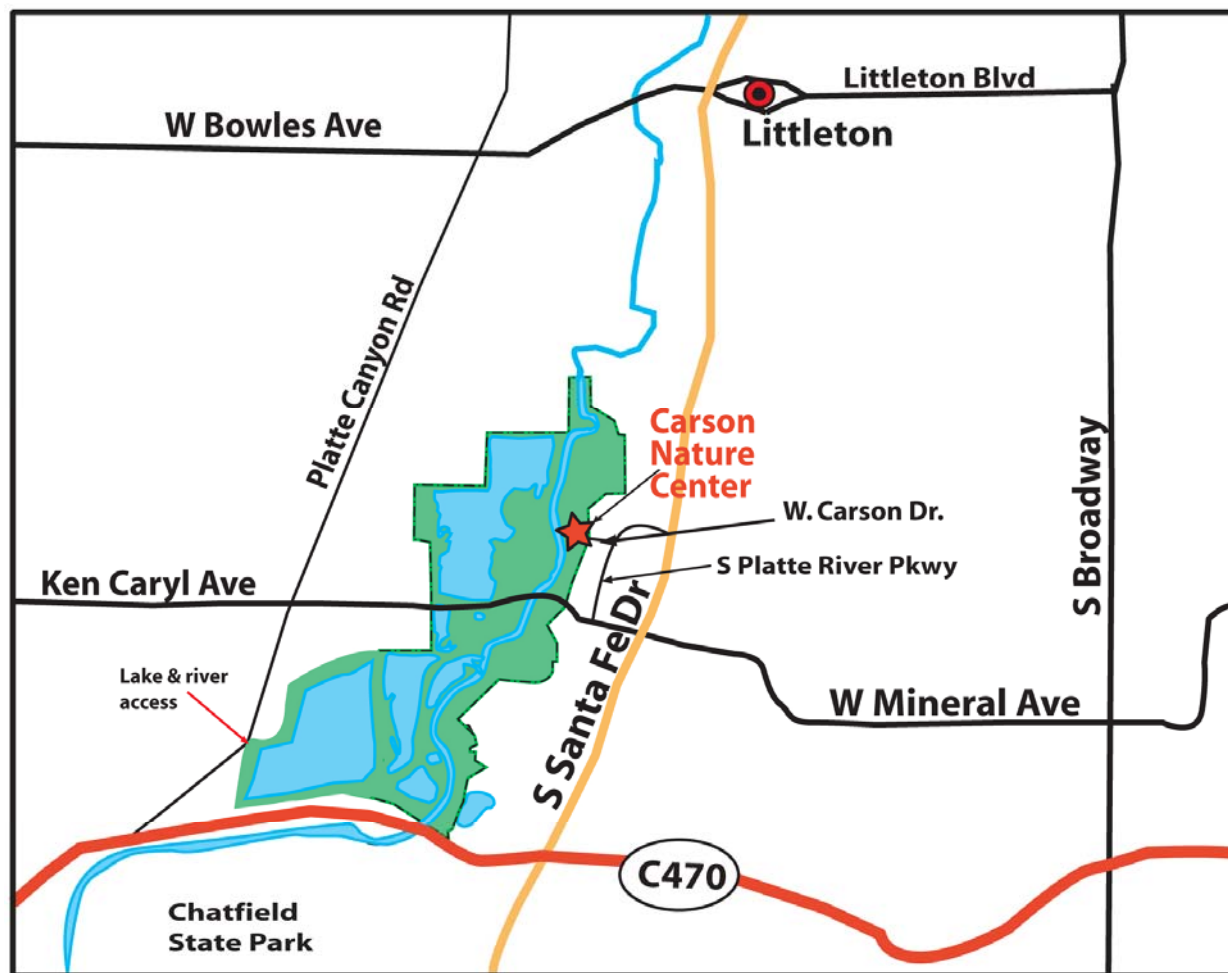 Littleton Blvd
W Bowles Ave
Littleton
Platte Canyon Rd
Carson
Nature
Center
W. Carson Dr.
S Platte River Pkwy
S Broadway
Ken Caryl Ave
Lake & river
access
S Santa Fe Dr
W Mineral Ave
C470
Chatfield
State Park